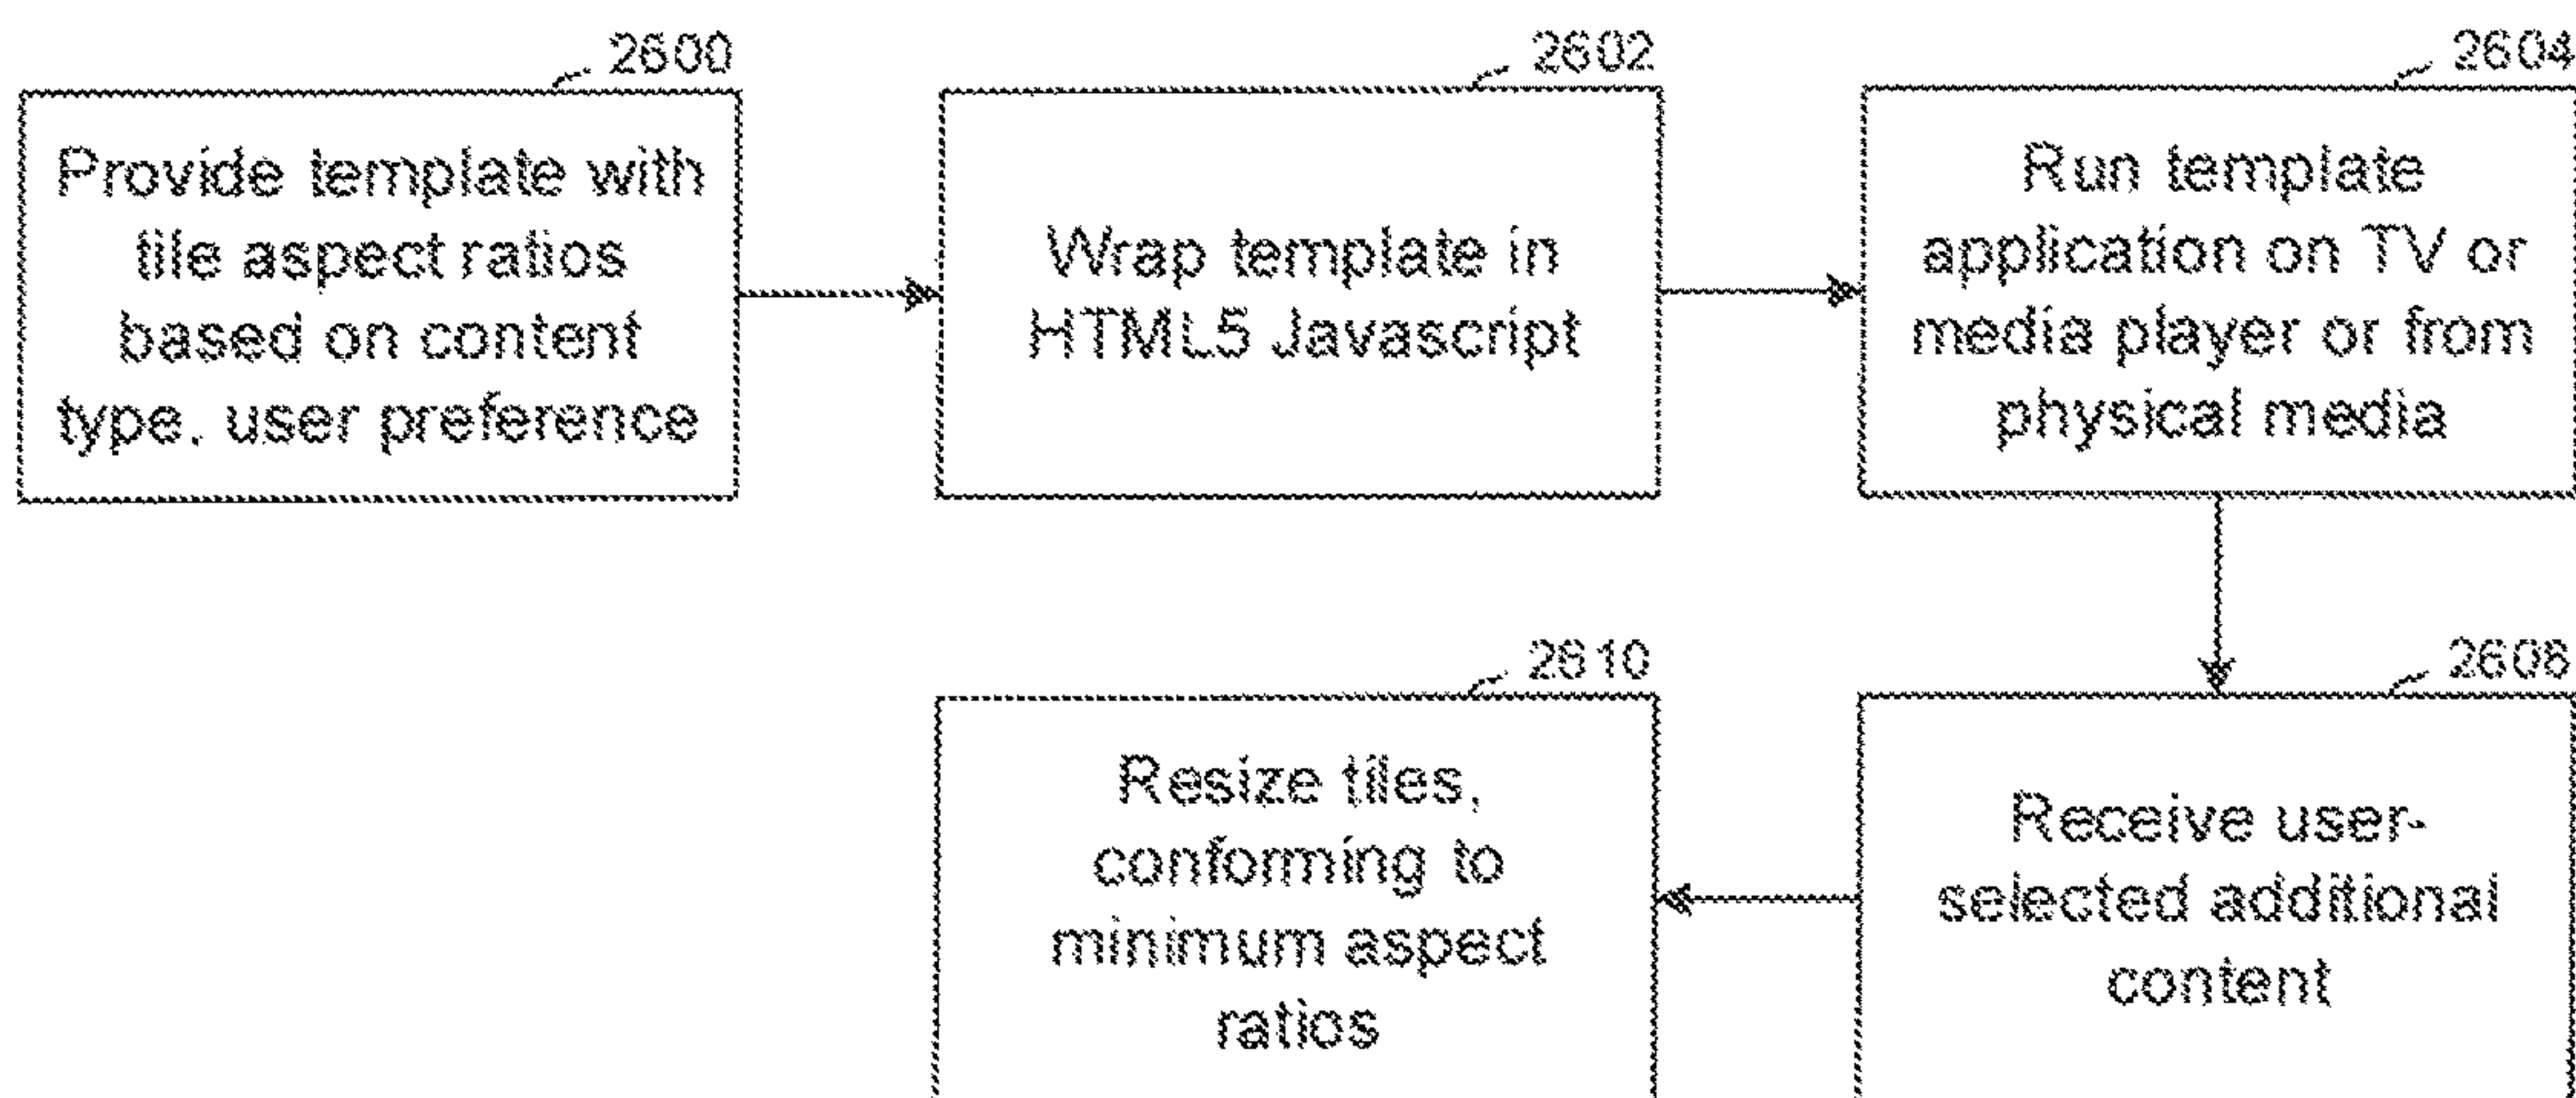 2600
Provide template with
tile aspect ratios
based on content
type, user preference
2602
Wrap template in
HTML5 Javascript
2604
Run template
application on TV or
media player or from
physical media
2608
Receive user-
selected additional
content
2610
Resize tiles,
conforming to
minimum aspect
ratios